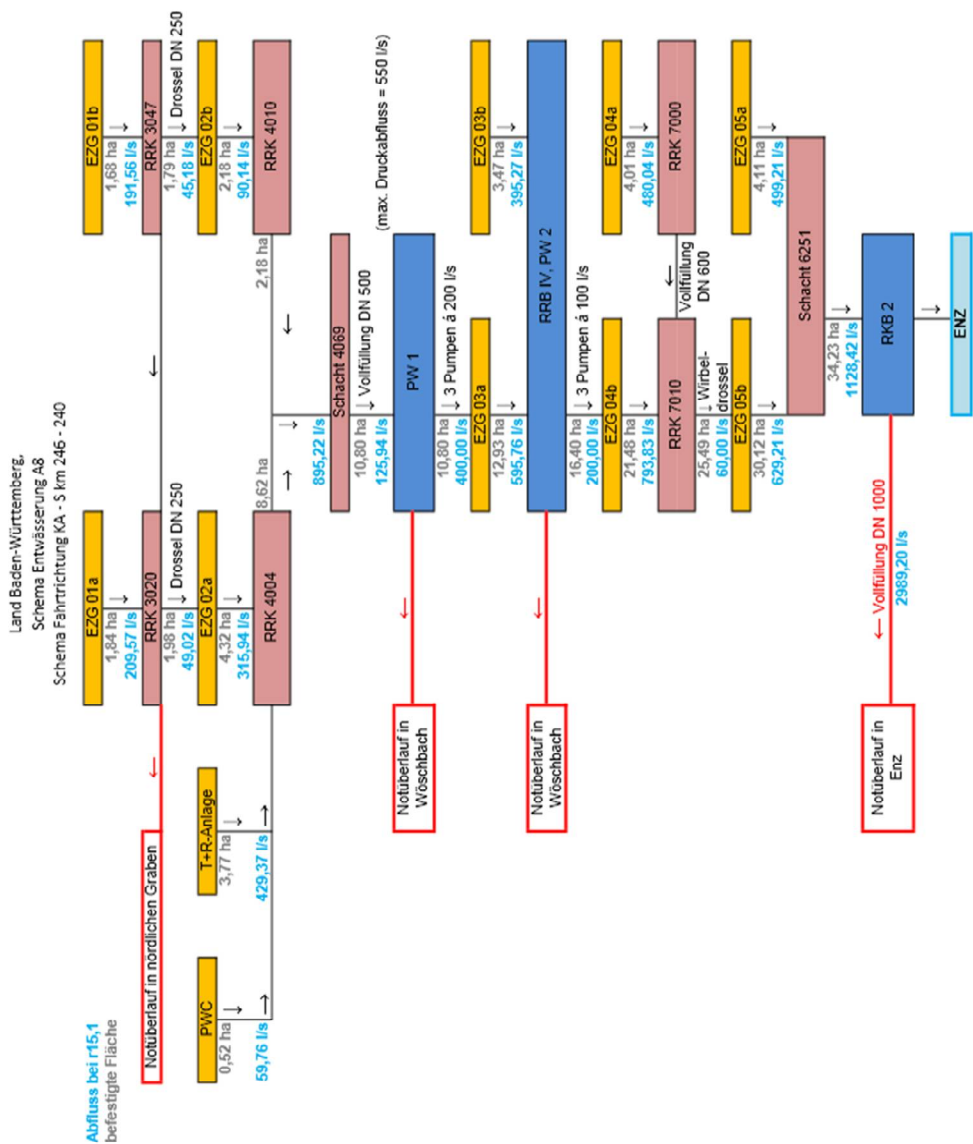 Land Baden-Württemberg,
Schema Entwässerung A8
Schema Fahrtrichtung KA - S km 246 - 240
Abfluss bei r15,1
befestigte Fläche
EZG 01a
1,84 ha ↓
209,57 l/s
EZG 01b
1,68 ha ↓
191,56 l/s
Notüberlauf in nördlichen Graben
←
RRK 3020
←
RRK 3047
1,98 ha ↓ Drossel DN 250
49,02 l/s
1,79 ha ↓ Drossel DN 250
45,18 l/s
PWC
0,52 ha ↓
59,76 l/s →
T+R-Anlage
3,77 ha ↓
429,37 l/s →
EZG 02a
4,32 ha ↓
315,94 l/s
EZG 02b
2,18 ha ↓
90,14 l/s
RRK 4004
8,62 ha
→
2,18 ha
←
RRK 4010
↓
895,22 l/s
Schacht 4069
10,80 ha ↓ Vollfüllung DN 500
125,94 l/s
(max. Druckabfluss = 550 l/s)
Notüberlauf in
Wöschbach
←
PW 1
10,80 ha ↓ 3 Pumpen á 200 l/s
400,00 l/s
EZG 03a
12,93 ha ↓
595,76 l/s
EZG 03b
3,47 ha ↓
395,27 l/s
Notüberlauf in
Wöschbach
←
RRB IV, PW 2
16,40 ha ↓ 3 Pumpen á 100 l/s
200,00 l/s
EZG 04b
21,48 ha ↓
793,83 l/s
EZG 04a
4,01 ha ↓
480,04 l/s
RRK 7010
←
Vollfüllung
DN 600
RRK 7000
25,49 ha ↓ Wirbel-
60,00 l/s drossel
EZG 05b
30,12 ha ↓
629,21 l/s
EZG 05a
4,11 ha ↓
499,21 l/s
Schacht 6251
34,23 ha ↓
1128,42 l/s
Notüberlauf in
Enz
← Vollfüllung DN 1000
2989,20 l/s
RKB 2
↓
ENZ